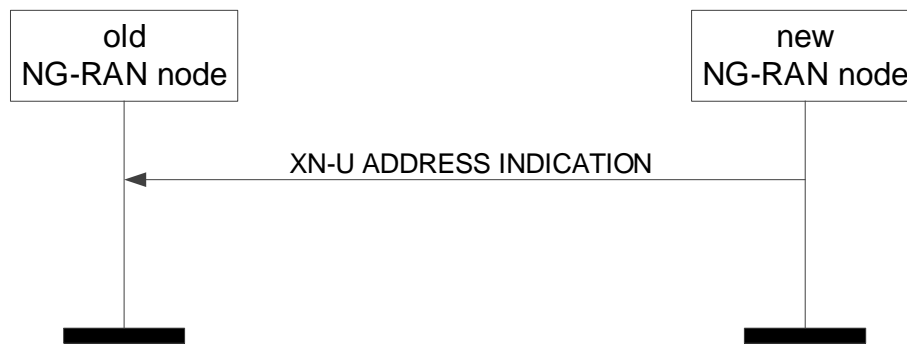 old
NG-RAN node
new
NG-RAN node
XN-U ADDRESS INDICATION